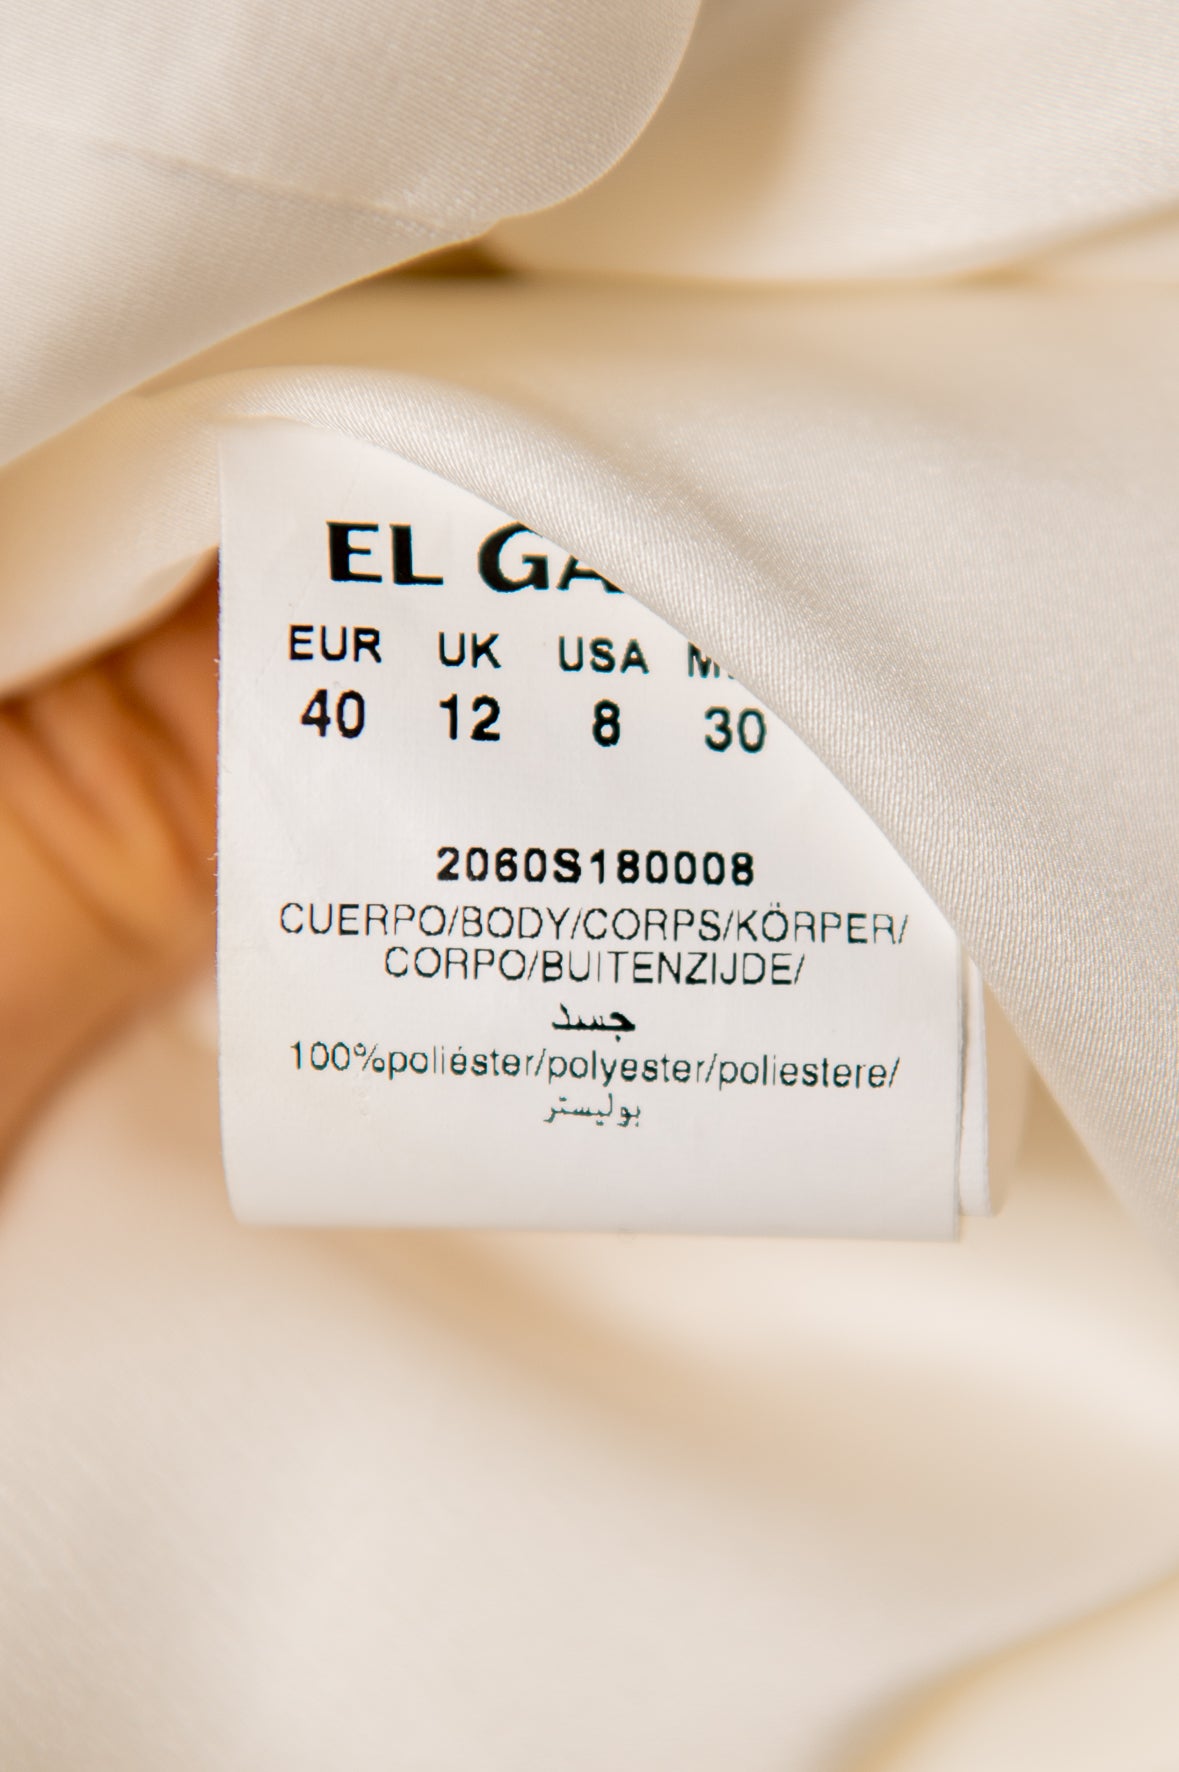 EL
EUR UK USA
40 12 8 30
2060S180008
CUERPO/BODY/CORPS/KÖRPER/
CORPO/BUITENZIJDE/
جسد
100%poliéster/polyester/poliestere/
بوليستر